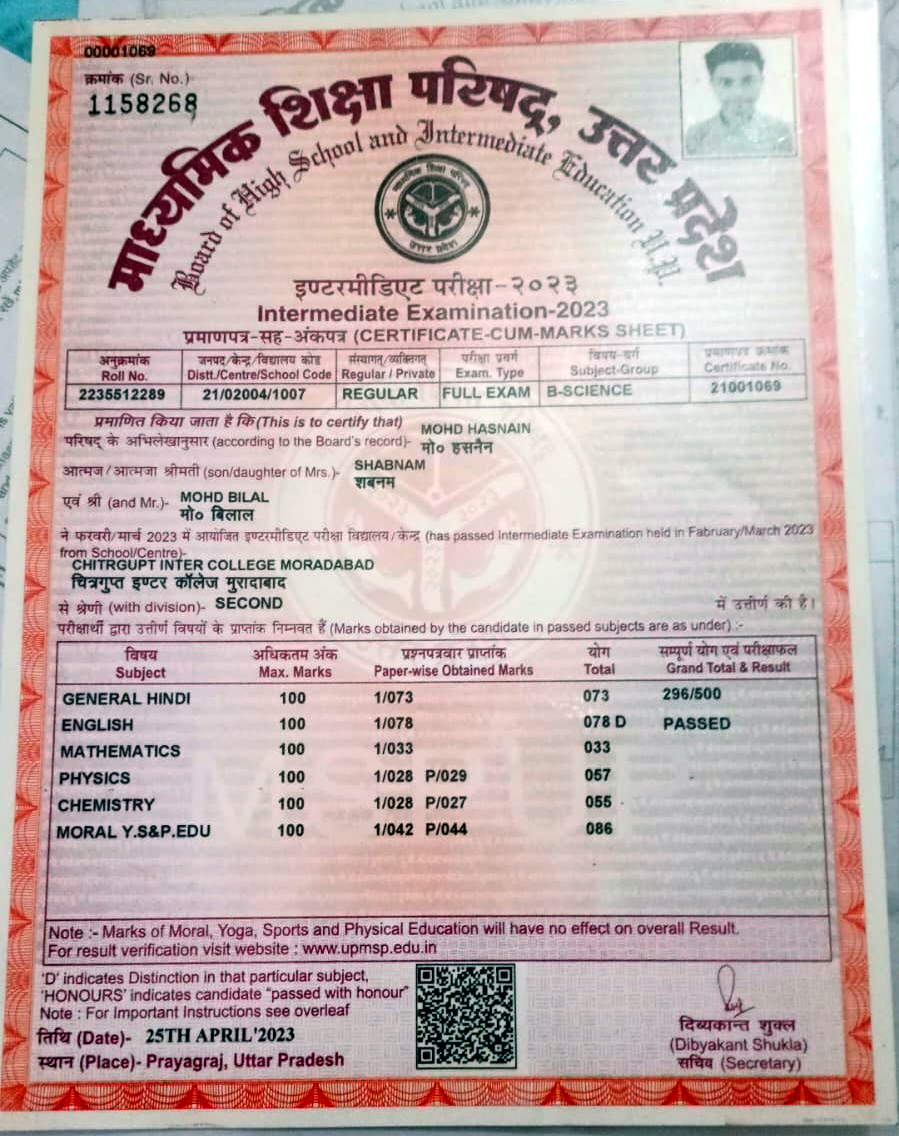 00001069
क्रमांक (Sr. No.)-
1158268
माध्यमिक शिक्षा परिषद्, उत्तर प्रदेश
Board of High School and Intermediate Education U.P.
माध्यमिक शिक्षा परिषद्
उत्तर प्रदेश
इण्टरमीडिएट परीक्षा-२०२३
Intermediate Examination-2023
प्रमाणपत्र-सह-अंकपत्र (CERTIFICATE-CUM-MARKS SHEET)
अनुक्रमांक जनपद/केन्द्र/विद्यालय कोड संस्थागत/व्यक्तिगत परीक्षा प्रवर्ग विषय-वर्ग प्रमाणपत्र क्रमांक
Roll No. Distt./Centre/School Code Regular / Private Exam. Type Subject-Group Certificate No.
2235512289 21/02004/1007 REGULAR FULL EXAM B-SCIENCE 21001069
प्रमाणित किया जाता है कि(This is to certify that) MOHD HASNAIN
परिषद् के अभिलेखानुसार (according to the Board's record)- मो० हसनैन
आत्मज/आत्मजा श्रीमती (son/daughter of Mrs.)- SHABNAM
शबनम
एवं श्री (and Mr.)- MOHD BILAL
मो० बिलाल
ने फरवरी/मार्च 2023 में आयोजित इण्टरमीडिएट परीक्षा विद्यालय/केन्द्र (has passed Intermediate Examination held in Fabruary/March 2023
from School/Centre)-
CHITRGUPT INTER COLLEGE MORADABAD
चित्रगुप्त इण्टर कॉलेज मुरादाबाद
से श्रेणी (with division)- SECOND में उत्तीर्ण की है।
परीक्षार्थी द्वारा उत्तीर्ण विषयों के प्राप्तांक निम्नवत हैं (Marks obtained by the candidate in passed subjects are as under) :-
विषय अधिकतम अंक प्रश्नपत्रवार प्राप्तांक योग सम्पूर्ण योग एवं परीक्षाफल
Subject Max. Marks Paper-wise Obtained Marks Total Grand Total & Result
GENERAL HINDI 100 1/073 073 296/500
ENGLISH 100 1/078 078 D PASSED
MATHEMATICS 100 1/033 033
PHYSICS 100 1/028 P/029 057
CHEMISTRY 100 1/028 P/027 055
MORAL Y.S&P.EDU 100 1/042 P/044 086
Note :- Marks of Moral, Yoga, Sports and Physical Education will have no effect on overall Result.
For result verification visit website : www.upmsp.edu.in
'D' indicates Distinction in that particular subject,
'HONOURS' indicates candidate "passed with honour"
Note : For Important Instructions see overleaf
तिथि (Date)- 25TH APRIL'2023
स्थान (Place)- Prayagraj, Uttar Pradesh
दिब्यकान्त शुक्ल
(Dibyakant Shukla)
सचिव (Secretary)